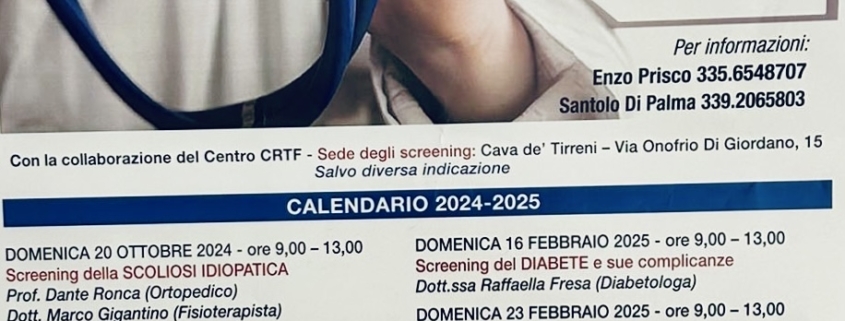 Per informazioni:
Enzo Prisco 335.6548707
Santolo Di Palma 339.2065803
Con la collaborazione del Centro CRTF - Sede degli screening: Cava de' Tirreni – Via Onofrio Di Giordano, 15
Salvo diversa indicazione
CALENDARIO 2024-2025
DOMENICA 20 OTTOBRE 2024 - ore 9,00 – 13,00
Screening della SCOLIOSI IDIOPATICA
Prof. Dante Ronca (Ortopedico)
Dott. Marco Gigantino (Fisioterapista)
DOMENICA 16 FEBBRAIO 2025 - ore 9,00 – 13,00
Screening del DIABETE e sue complicanze
Dott.ssa Raffaella Fresa (Diabetologa)
DOMENICA 23 FEBBRAIO 2025 - ore 9,00 – 13,00